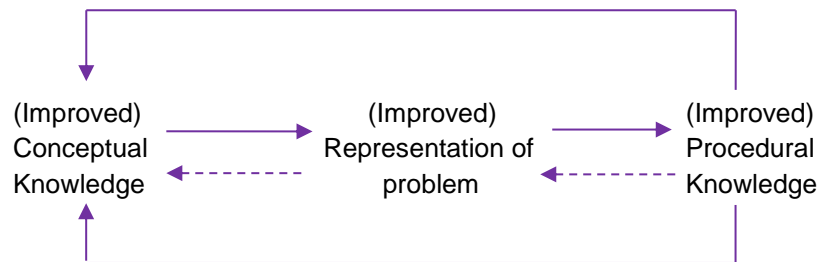 (Improved)
Conceptual
Knowledge
(Improved)
Representation of
problem
(Improved)
Procedural
Knowledge